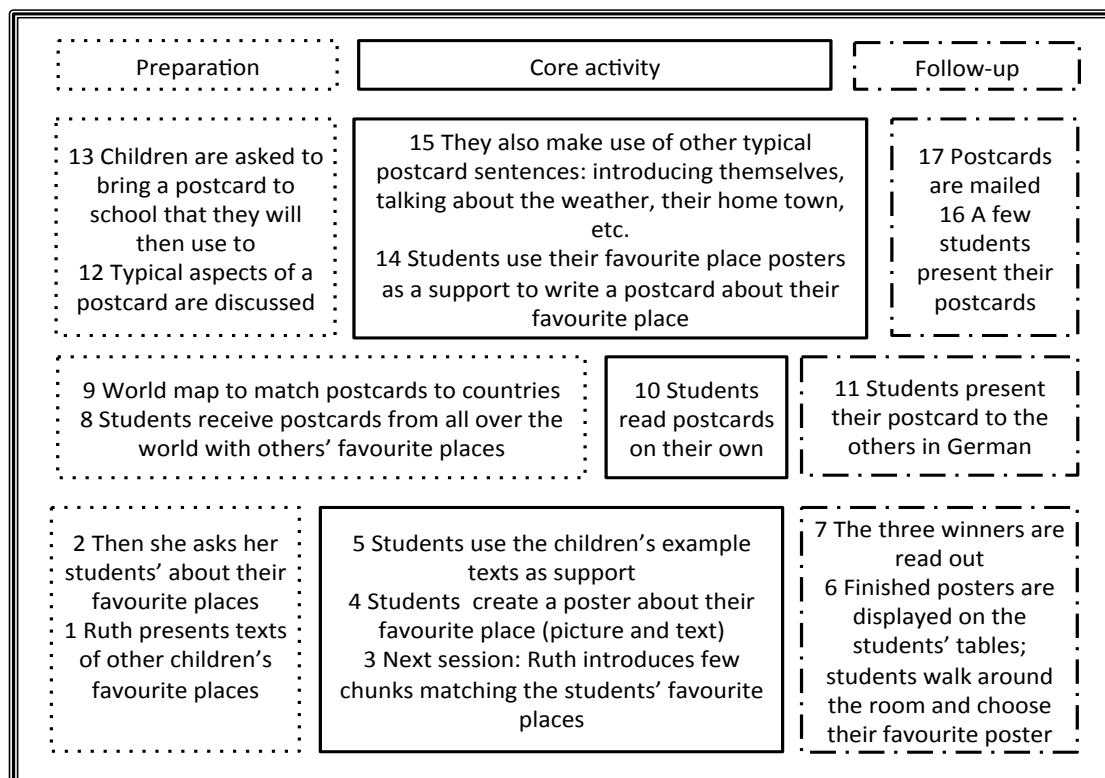 Preparation
Core activity
Follow-up
13 Children are asked to
bring a postcard to
school that they will
then use to
12 Typical aspects of a
postcard are discussed
15 They also make use of other typical
postcard sentences: introducing themselves,
talking about the weather, their home town,
etc.
14 Students use their favourite place posters
as a support to write a postcard about their
favourite place
17 Postcards
are mailed
16 A few
students
present their
postcards
9 World map to match postcards to countries
8 Students receive postcards from all over the
world with others’ favourite places
10 Students
read postcards
on their own
11 Students present
their postcard to the
others in German
2 Then she asks her
students’ about their
favourite places
1 Ruth presents texts
of other children’s
favourite places
5 Students use the children’s example
texts as support
4 Students create a poster about their
favourite place (picture and text)
3 Next session: Ruth introduces few
chunks matching the students’ favourite
places
7 The three winners are
read out
6 Finished posters are
displayed on the
students’ tables;
students walk around
the room and choose
their favourite poster